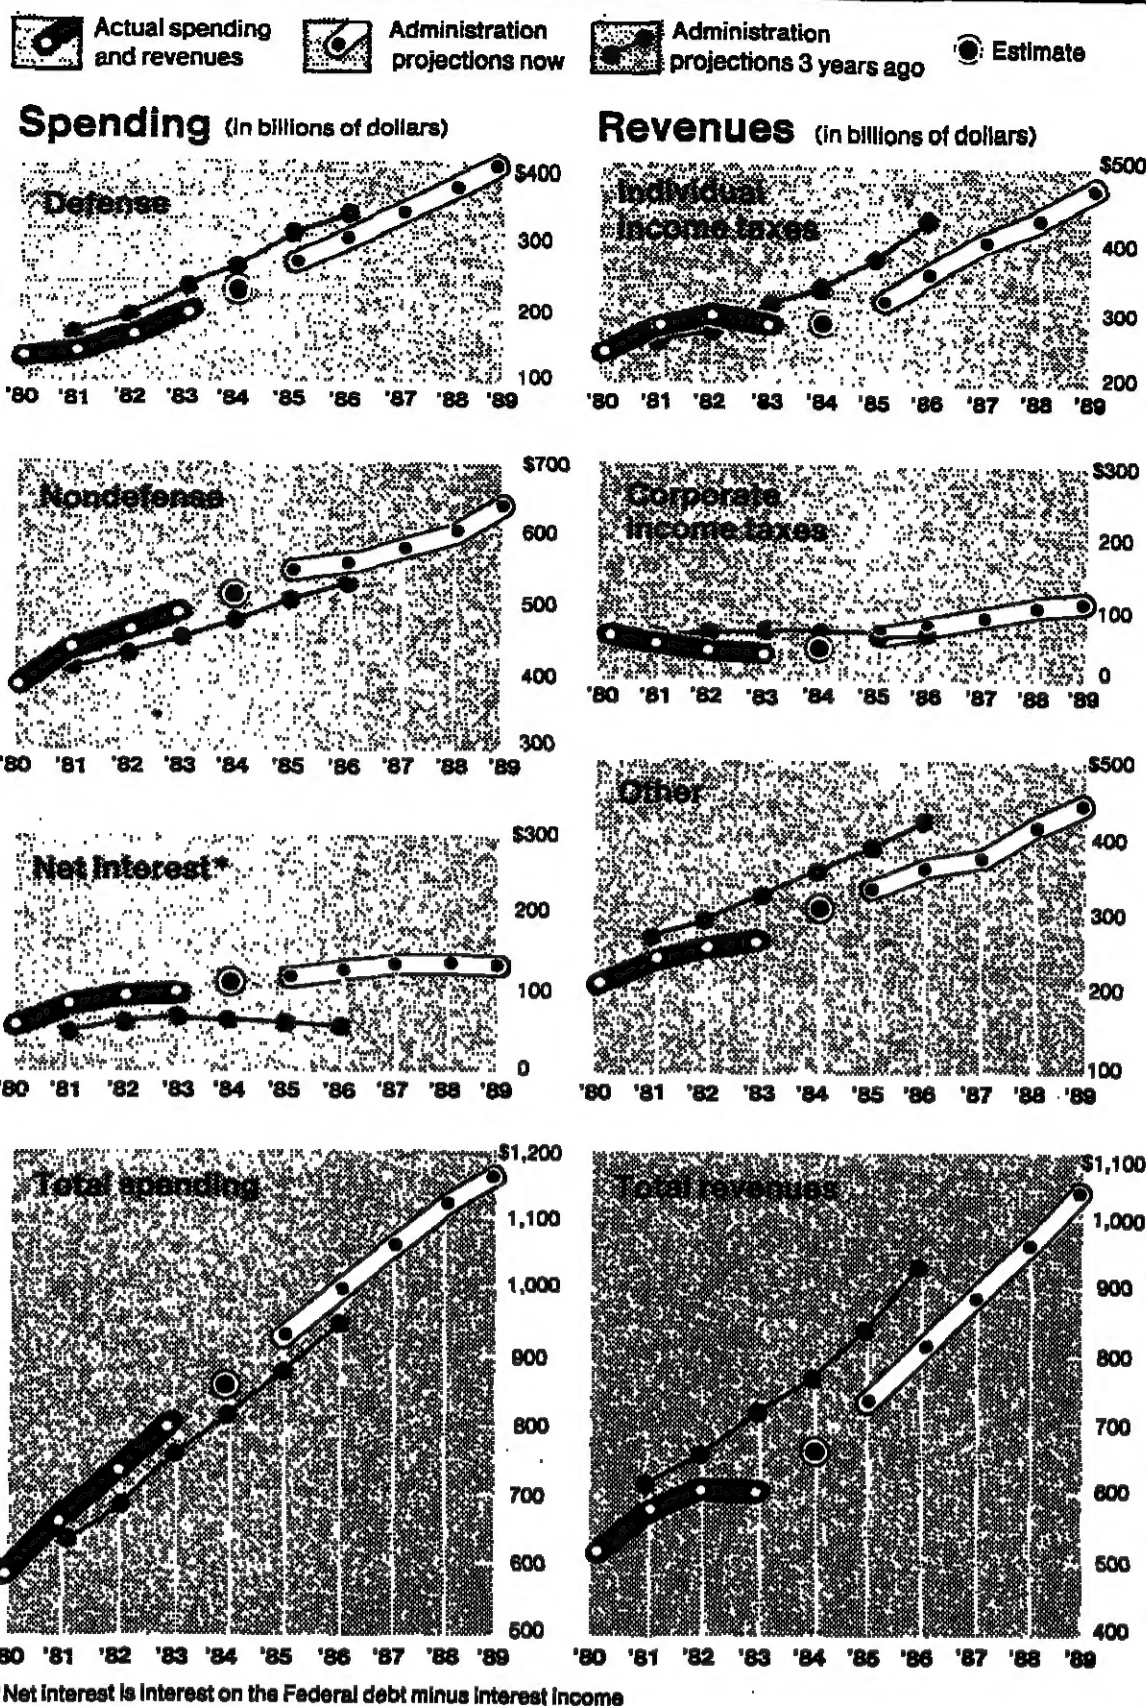 Actual spending
and revenues
Administration
projections now
Administration
projections 3 years ago
Estimate
Spending (in billions of dollars)
Defense
$400
300
200
100
'80 '81 '82 '83 '84 '85 '86 '87 '88 '89
Nondefense
$700
600
500
400
300
'80 '81 '82 '83 '84 '85 '86 '87 '88 '89
Net interest*
$300
200
100
0
'80 '81 '82 '83 '84 '85 '86 '87 '88 '89
Total spending
$1,200
1,100
1,000
900
800
700
600
500
80 '81 '82 '83 '84 '85 '86 '87 '88 '89
Revenues (in billions of dollars)
Individual
income taxes
$500
400
300
200
'80 '81 '82 '83 '84 '85 '86 '87 '88 '89
Corporate
income taxes
$300
200
100
0
'80 '81 '82 '83 '84 '85 '86 '87 '88 '89
Other
$500
400
300
200
100
'80 '81 '82 '83 '84 '85 '86 '87 '88 '89
Total revenues
$1,100
1,000
900
800
700
600
500
400
'80 '81 '82 '83 '84 '85 '86 '87 '88 '89
Net interest is interest on the Federal debt minus interest income